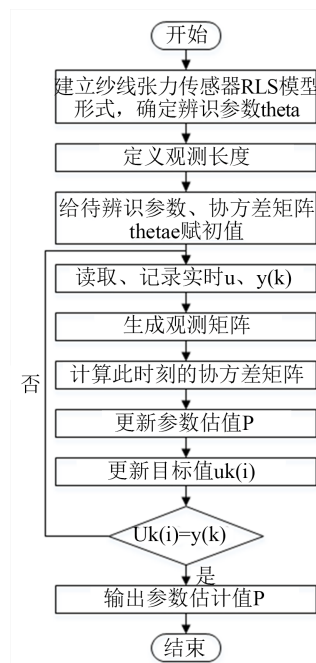 开始
建立纱线张力传感器RLS模型
形式，确定辨识参数theta
定义观测长度
给待辨识参数、协方差矩阵
thetae赋初值
读取、记录实时u、y(k)
生成观测矩阵
计算此时刻的协方差矩阵
更新参数估值P
更新目标值uk(i)
Uk(i)=y(k)
否
是
输出参数估计值P
结束